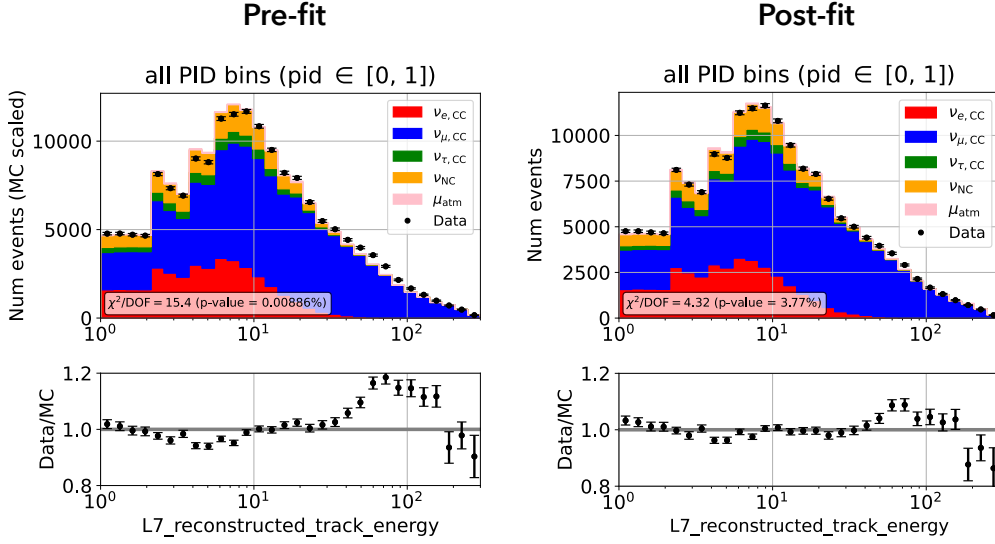 Pre-fit
Post-fit
all PID bins (pid ∈ [0, 1])
Num events (MC scaled)
10000
5000
0
ν_e, CC
ν_μ, CC
ν_τ, CC
ν_NC
μ_atm
Data
χ²/DOF = 15.4 (p-value = 0.00886%)
10⁰
10¹
10²
Data/MC
1.2
1.0
0.8
10⁰
10¹
10²
L7_reconstructed_track_energy
all PID bins (pid ∈ [0, 1])
Num events
10000
7500
5000
2500
0
ν_e, CC
ν_μ, CC
ν_τ, CC
ν_NC
μ_atm
Data
χ²/DOF = 4.32 (p-value = 3.77%)
10⁰
10¹
10²
Data/MC
1.2
1.0
0.8
10⁰
10¹
10²
L7_reconstructed_track_energy